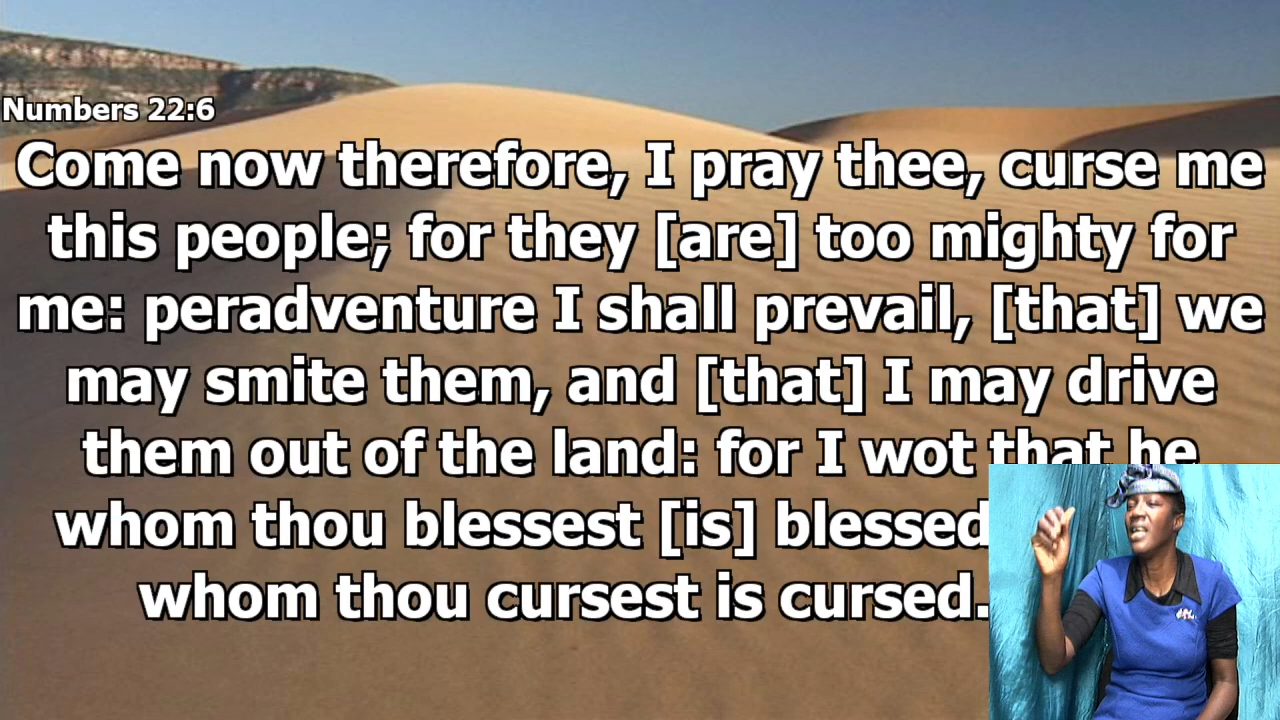 Numbers 22:6
Come now therefore, I pray thee, curse me
this people; for they [are] too mighty for
me: peradventure I shall prevail, [that] we
may smite them, and [that] I may drive
them out of the land: for I wot that he
whom thou blessest [is] blessed
whom thou cursest is cursed.